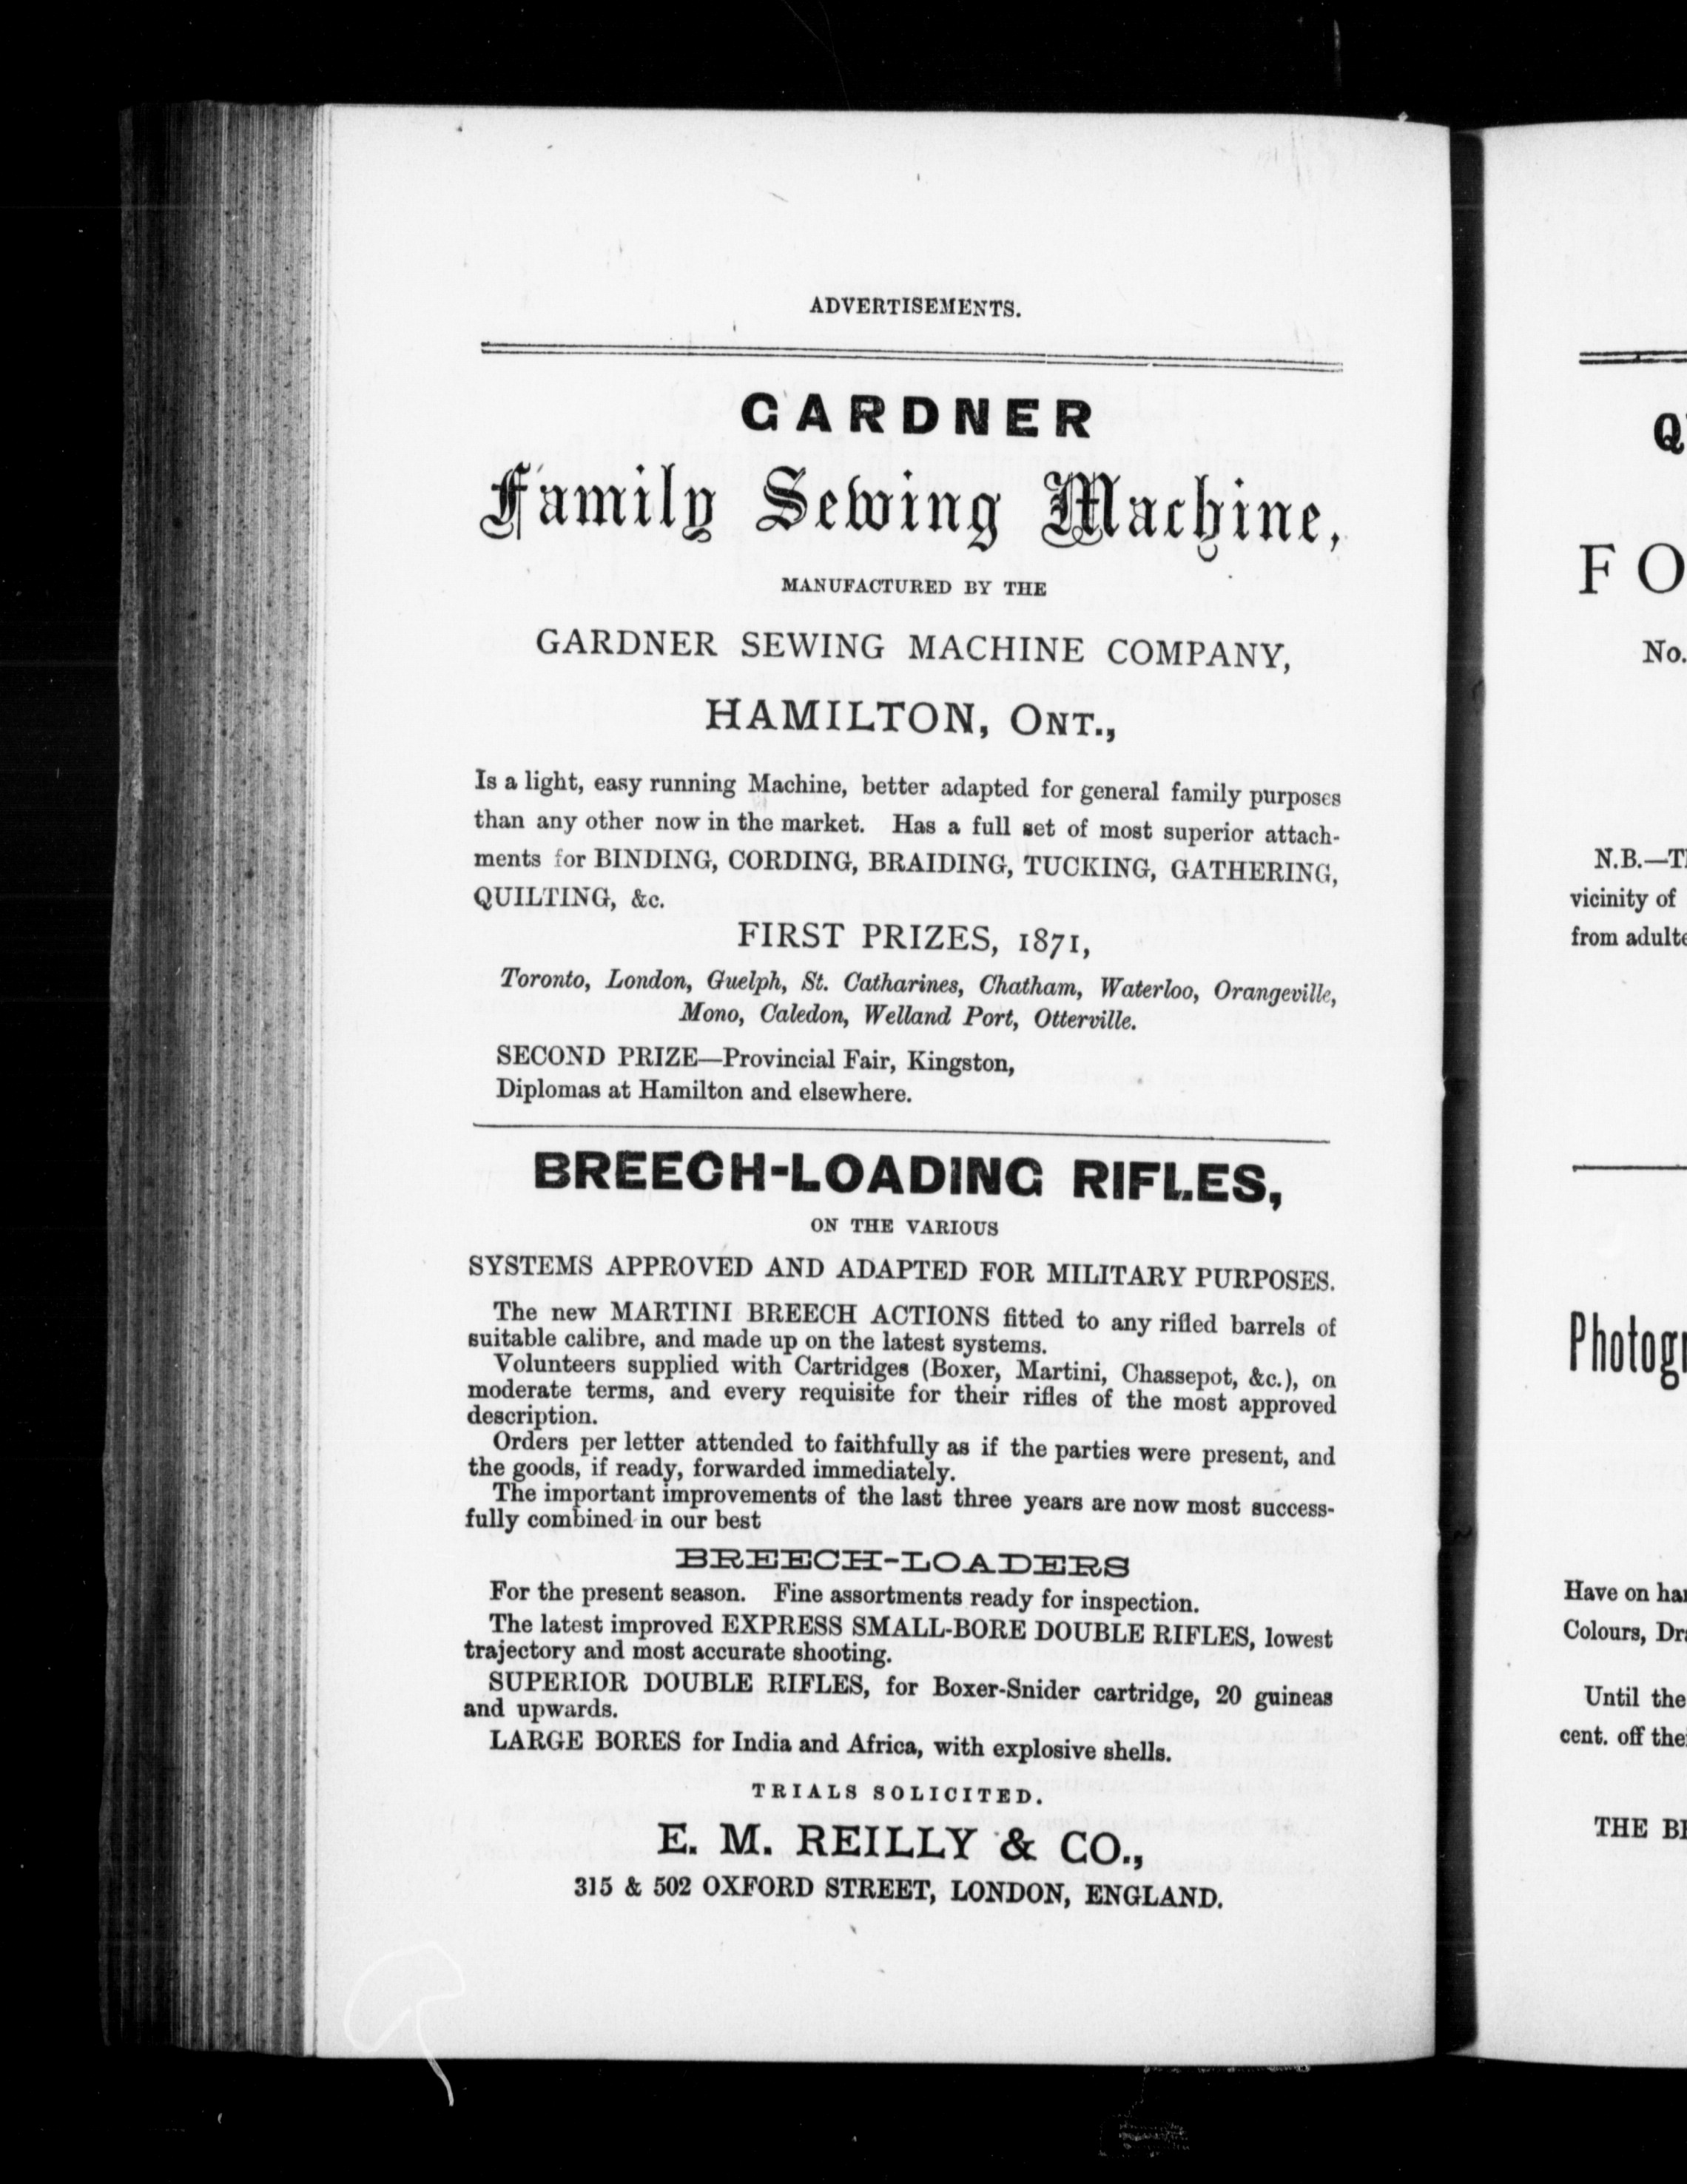 ADVERTISEMENTS.
GARDNER
Family Sewing Machine,
MANUFACTURED BY THE
GARDNER SEWING MACHINE COMPANY,
HAMILTON, ONT.,
Is a light, easy running Machine, better adapted for general family purposes
than any other now in the market. Has a full set of most superior attach-
ments for BINDING, CORDING, BRAIDING, TUCKING, GATHERING,
QUILTING, &c.
FIRST PRIZES, 1871,
Toronto, London, Guelph, St. Catharines, Chatham, Waterloo, Orangeville,
Mono, Caledon, Welland Port, Otterville.
SECOND PRIZE—Provincial Fair, Kingston,
Diplomas at Hamilton and elsewhere.
BREECH-LOADING RIFLES,
ON THE VARIOUS
SYSTEMS APPROVED AND ADAPTED FOR MILITARY PURPOSES.
The new MARTINI BREECH ACTIONS fitted to any rifled barrels of
suitable calibre, and made up on the latest systems.
Volunteers supplied with Cartridges (Boxer, Martini, Chassepot, &c.), on
moderate terms, and every requisite for their rifles of the most approved
description.
Orders per letter attended to faithfully as if the parties were present, and
the goods, if ready, forwarded immediately.
The important improvements of the last three years are now most success-
fully combined in our best
BREECH-LOADERS
For the present season. Fine assortments ready for inspection.
The latest improved EXPRESS SMALL-BORE DOUBLE RIFLES, lowest
trajectory and most accurate shooting.
SUPERIOR DOUBLE RIFLES, for Boxer-Snider cartridge, 20 guineas
and upwards.
LARGE BORES for India and Africa, with explosive shells.
TRIALS SOLICITED.
E. M. REILLY & CO.,
315 & 502 OXFORD STREET, LONDON, ENGLAND.
FO
No.
N.B.—
vicinity of
from
Photogr
Have on
Colours,
Until the
cent. off
THE